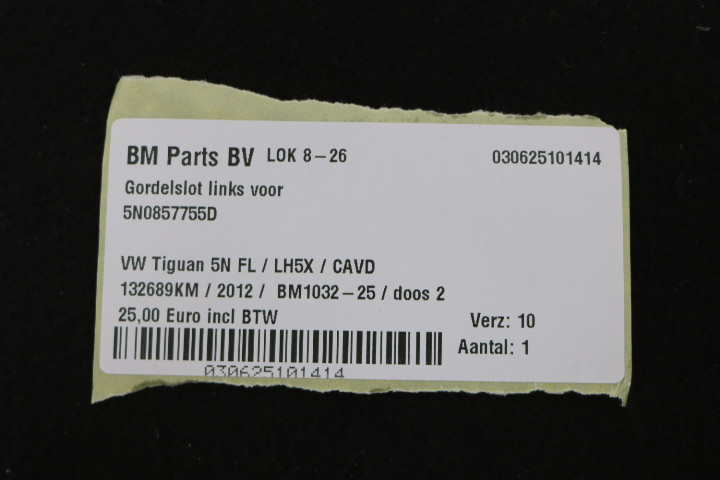 BM Parts BV LOK 8-26 030625101414
Gordelslot links voor
5N0857755D
VW Tiguan 5N FL / LH5X / CAVD
132689KM / 2012 / BM1032-25 / doos 2
25,00 Euro incl BTW Verz: 10
Aantal: 1
030625101414